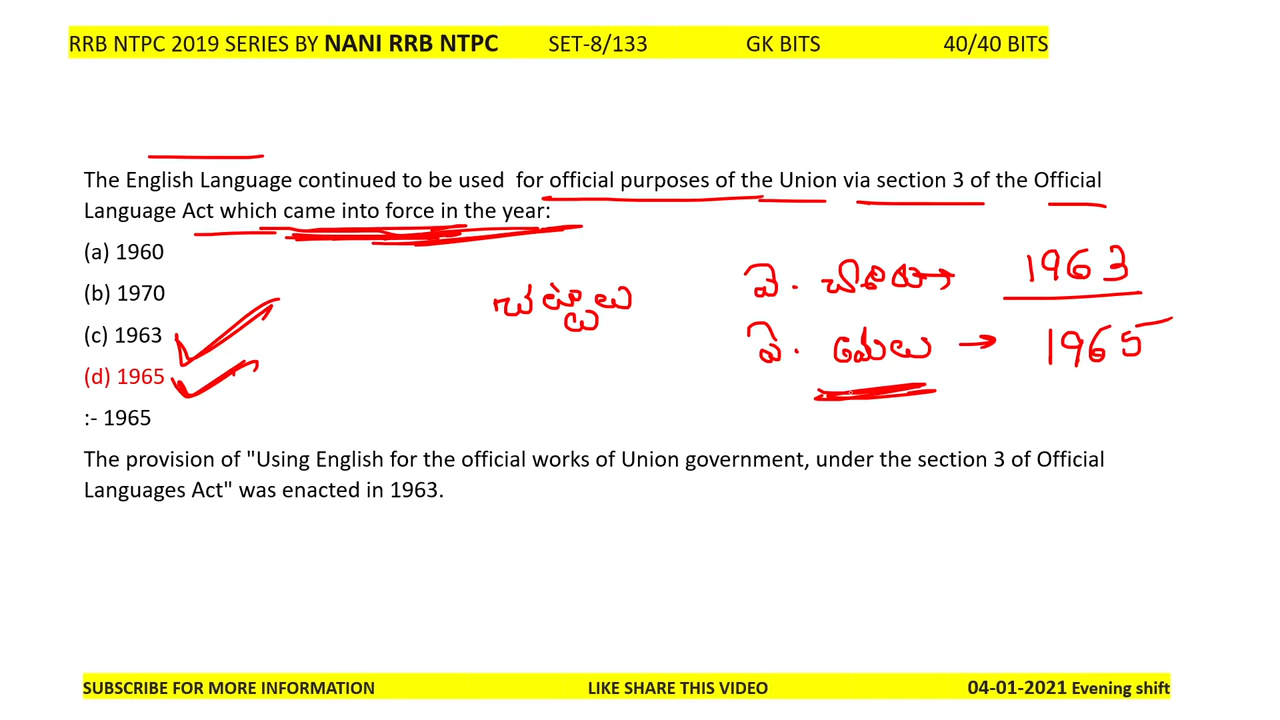 RRB NTPC 2019 SERIES BY NANI RRB NTPC SET-8/133 GK BITS 40/40 BITS
The English Language continued to be used for official purposes of the Union via section 3 of the Official
Language Act which came into force in the year:
(a) 1960
(b) 1970
(c) 1963
(d) 1965
:- 1965
The provision of "Using English for the official works of Union government, under the section 3 of Official
Languages Act" was enacted in 1963.
చట్టాలు
→ 1963
అమలు → 1965
SUBSCRIBE FOR MORE INFORMATION LIKE SHARE THIS VIDEO 04-01-2021 Evening shift